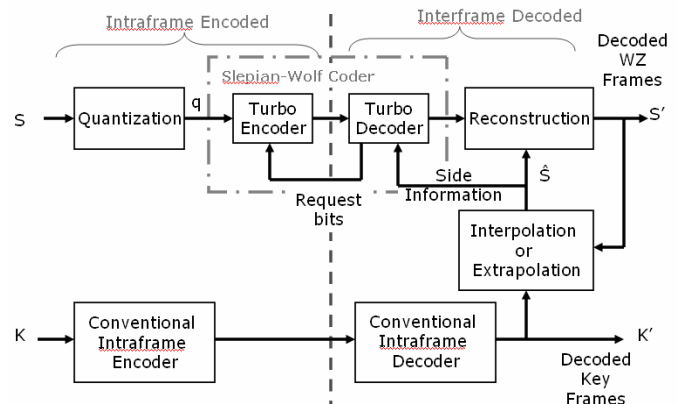 Intraframe Encoded
Interframe Decoded
Decoded
WZ
Frames
Slepian-Wolf Coder
S
Quantization
q
Turbo
Encoder
Turbo
Decoder
Reconstruction
S′
Request
bits
Side
Information
Ŝ
Interpolation
or
Extrapolation
K
Conventional
Intraframe
Encoder
Conventional
Intraframe
Decoder
K′
Decoded
Key
Frames